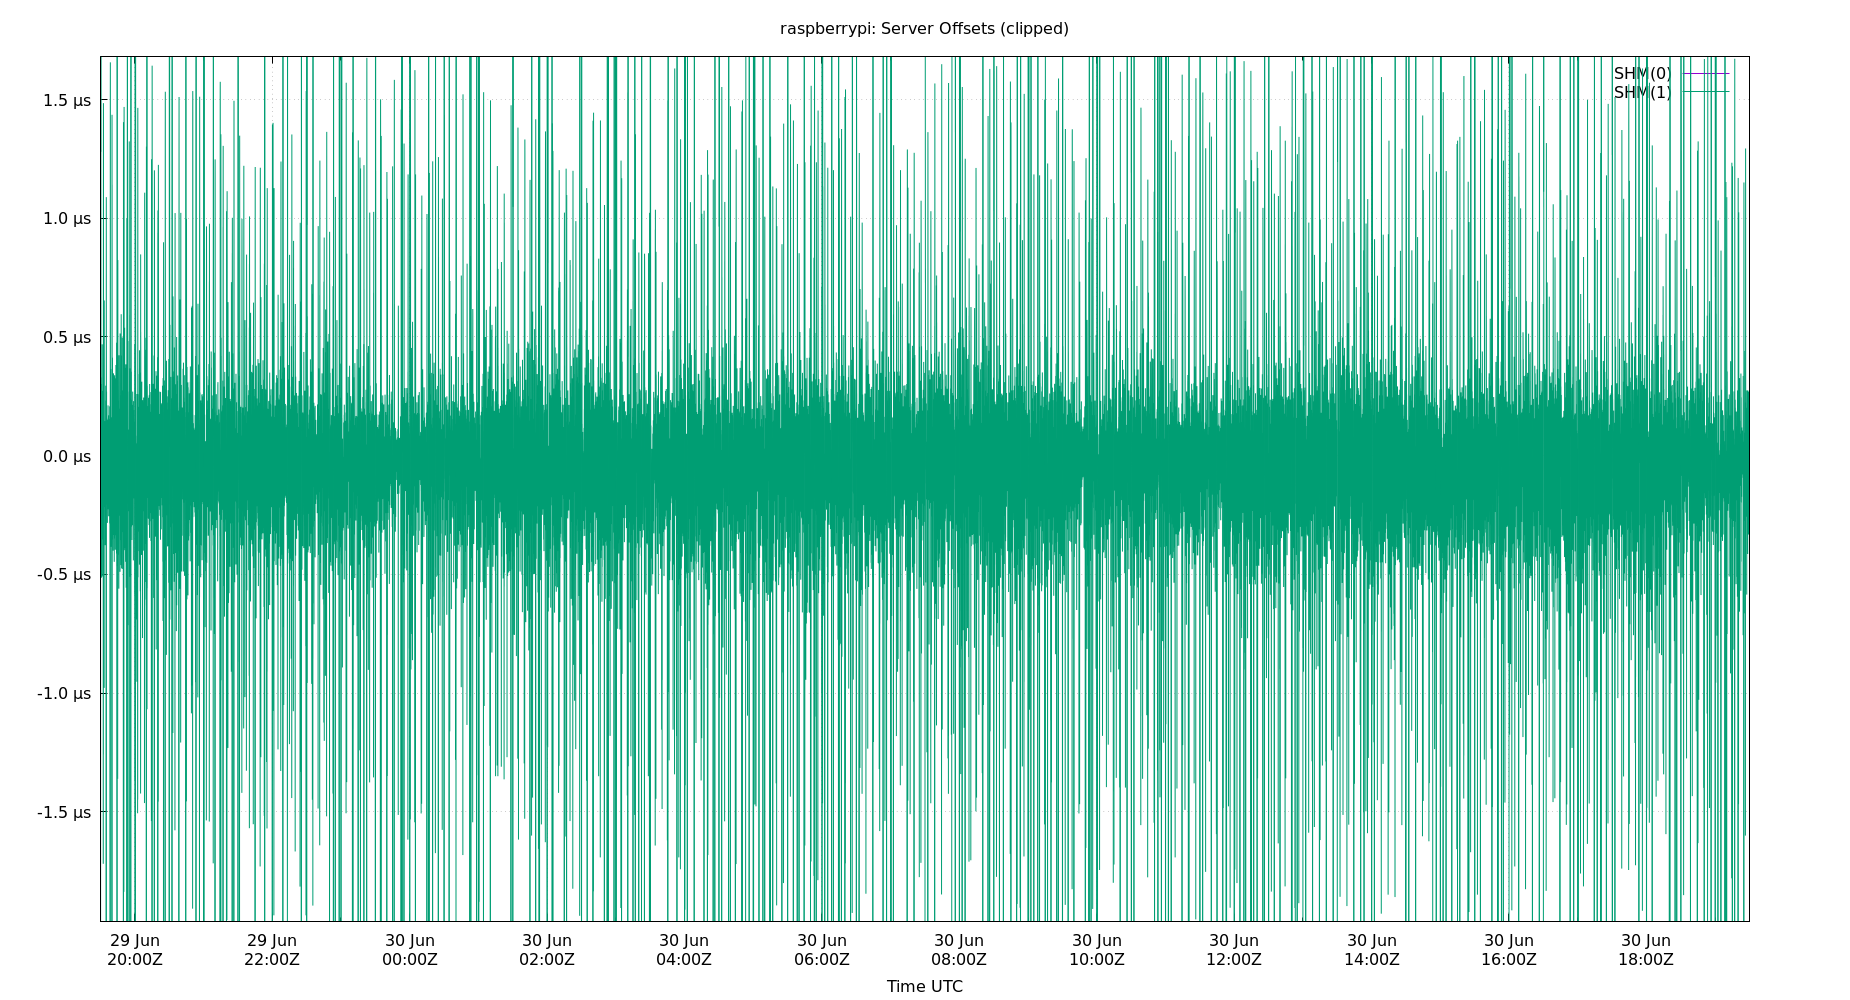 raspberrypi: Server Offsets (clipped)
SHM(0)
SHM(1)
1.5 µs
1.0 µs
0.5 µs
0.0 µs
-0.5 µs
-1.0 µs
-1.5 µs
29 Jun 29 Jun 30 Jun 30 Jun 30 Jun 30 Jun 30 Jun 30 Jun 30 Jun 30 Jun 30 Jun 30 Jun
20:00Z 22:00Z 00:00Z 02:00Z 04:00Z 06:00Z 08:00Z 10:00Z 12:00Z 14:00Z 16:00Z 18:00Z
Time UTC